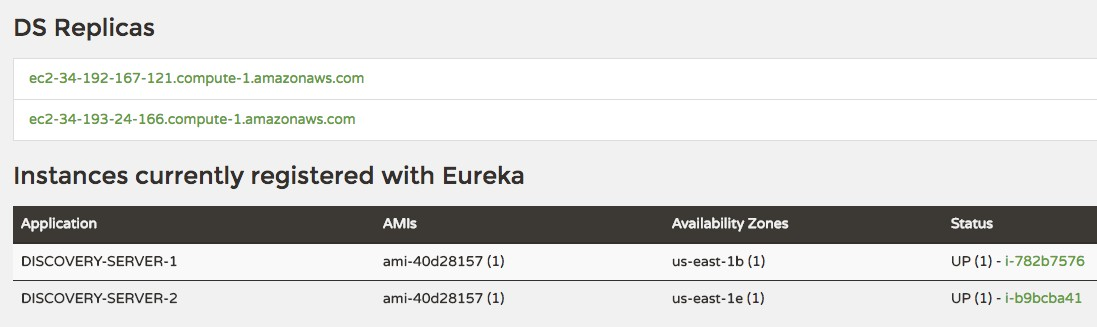 DS Replicas
ec2-34-192-167-121.compute-1.amazonaws.com
ec2-34-193-24-166.compute-1.amazonaws.com
Instances currently registered with Eureka
Application AMIs Availability Zones Status
DISCOVERY-SERVER-1 ami-40d28157 (1) us-east-1b (1) UP (1) - i-782b7576
DISCOVERY-SERVER-2 ami-40d28157 (1) us-east-1e (1) UP (1) - i-b9bcba41